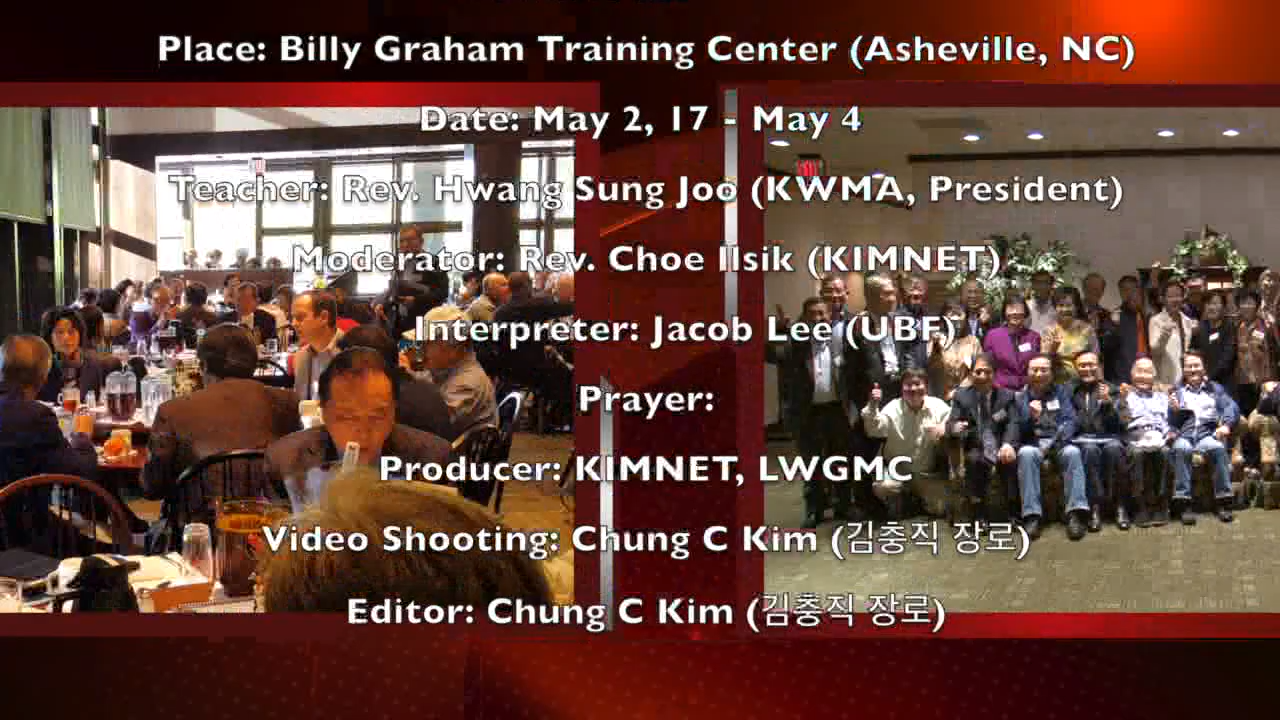 Place: Billy Graham Training Center (Asheville, NC)
Date: May 2, 17 - May 4
Teacher: Rev. Hwang Sung Joo (KWMA, President)
Moderator: Rev. Choe Ilsik (KIMNET)
Interpreter: Jacob Lee (UBF)
Prayer:
Producer: KIMNET, LWGMC
Video Shooting: Chung C Kim (김충직 장로)
Editor: Chung C Kim (김충직 장로)